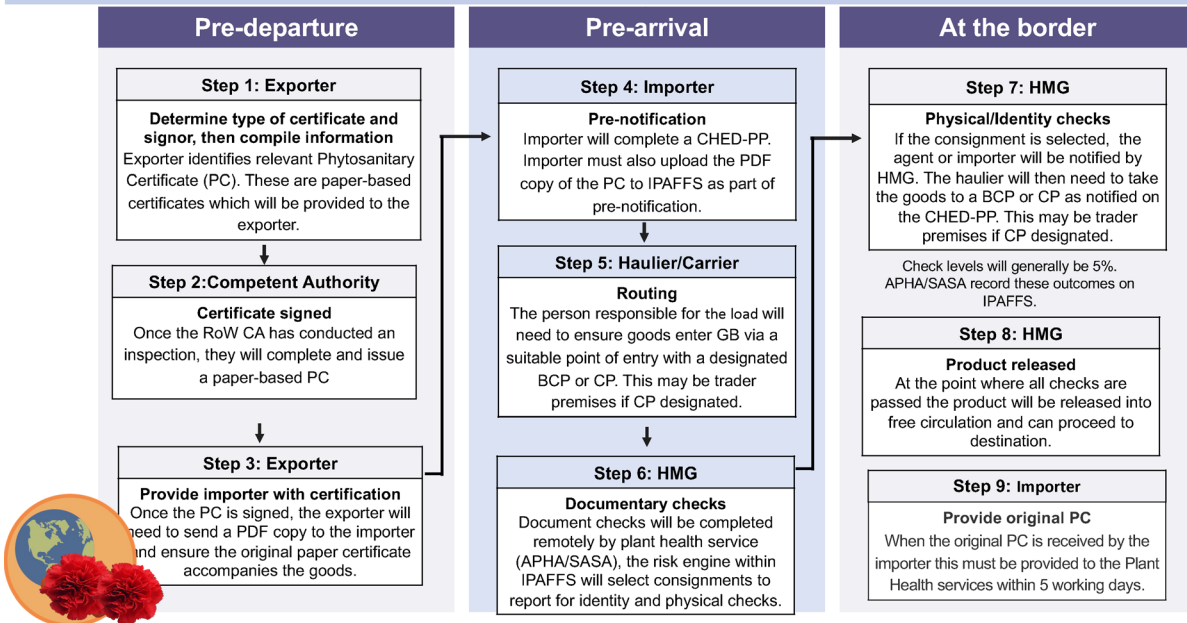 Pre-departure
Step 1: Exporter
Determine type of certificate and
signor, then compile information
Exporter identifies relevant Phytosanitary
Certificate (PC). These are paper-based
certificates which will be provided to the
exporter.
Step 2:Competent Authority
Certificate signed
Once the RoW CA has conducted an
inspection, they will complete and issue
a paper-based PC
Step 3: Exporter
Provide importer with certification
Once the PC is signed, the exporter will
need to send a PDF copy to the importer
and ensure the original paper certificate
accompanies the goods.
Pre-arrival
Step 4: Importer
Pre-notification
Importer will complete a CHED-PP.
Importer must also upload the PDF
copy of the PC to IPAFFS as part of
pre-notification.
Step 5: Haulier/Carrier
Routing
The person responsible for the load will
need to ensure goods enter GB via a
suitable point of entry with a designated
BCP or CP. This may be trader
premises if CP designated.
Step 6: HMG
Documentary checks
Document checks will be completed
remotely by plant health service
(APHA/SASA), the risk engine within
IPAFFS will select consignments to
report for identity and physical checks.
At the border
Step 7: HMG
Physical/Identity checks
If the consignment is selected, the
agent or importer will be notified by
HMG. The haulier will then need to take
the goods to a BCP or CP as notified on
the CHED-PP. This may be trader
premises if CP designated.
Check levels will generally be 5%.
APHA/SASA record these outcomes on
IPAFFS.
Step 8: HMG
Product released
At the point where all checks are
passed the product will be released into
free circulation and can proceed to
destination.
Step 9: Importer
Provide original PC
When the original PC is received by the
importer this must be provided to the Plant
Health services within 5 working days.